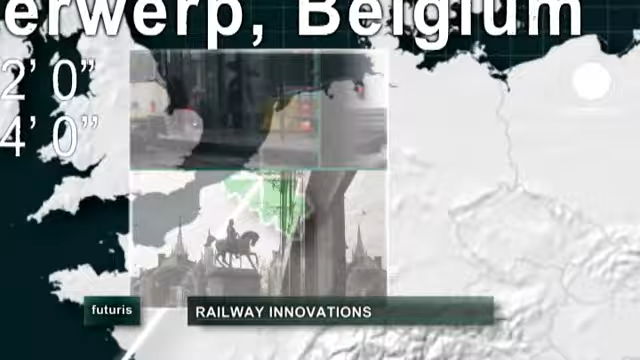 erwerp, Belgium
2’ 0”
4’ 0”
futuris
RAILWAY INNOVATIONS